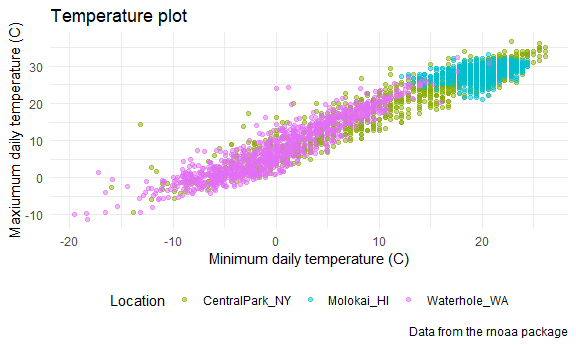 Temperature plot
Maxiumum daily temperature (C)
30
20
10
0
-10
-20
-10
0
10
20
Minimum daily temperature (C)
Location
CentralPark_NY
Molokai_HI
Waterhole_WA
Data from the rnoaa package